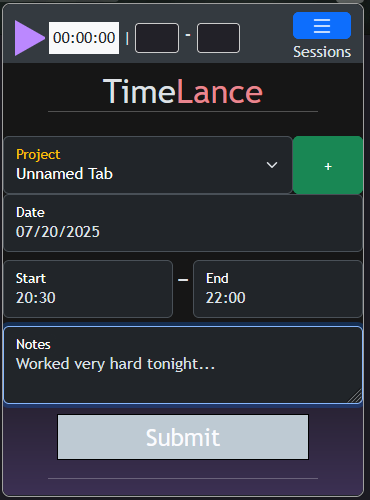 00:00:00 | -
Sessions
TimeLance
Project
Unnamed Tab
+
Date
07/20/2025
Start
20:30
–
End
22:00
Notes
Worked very hard tonight...
Submit